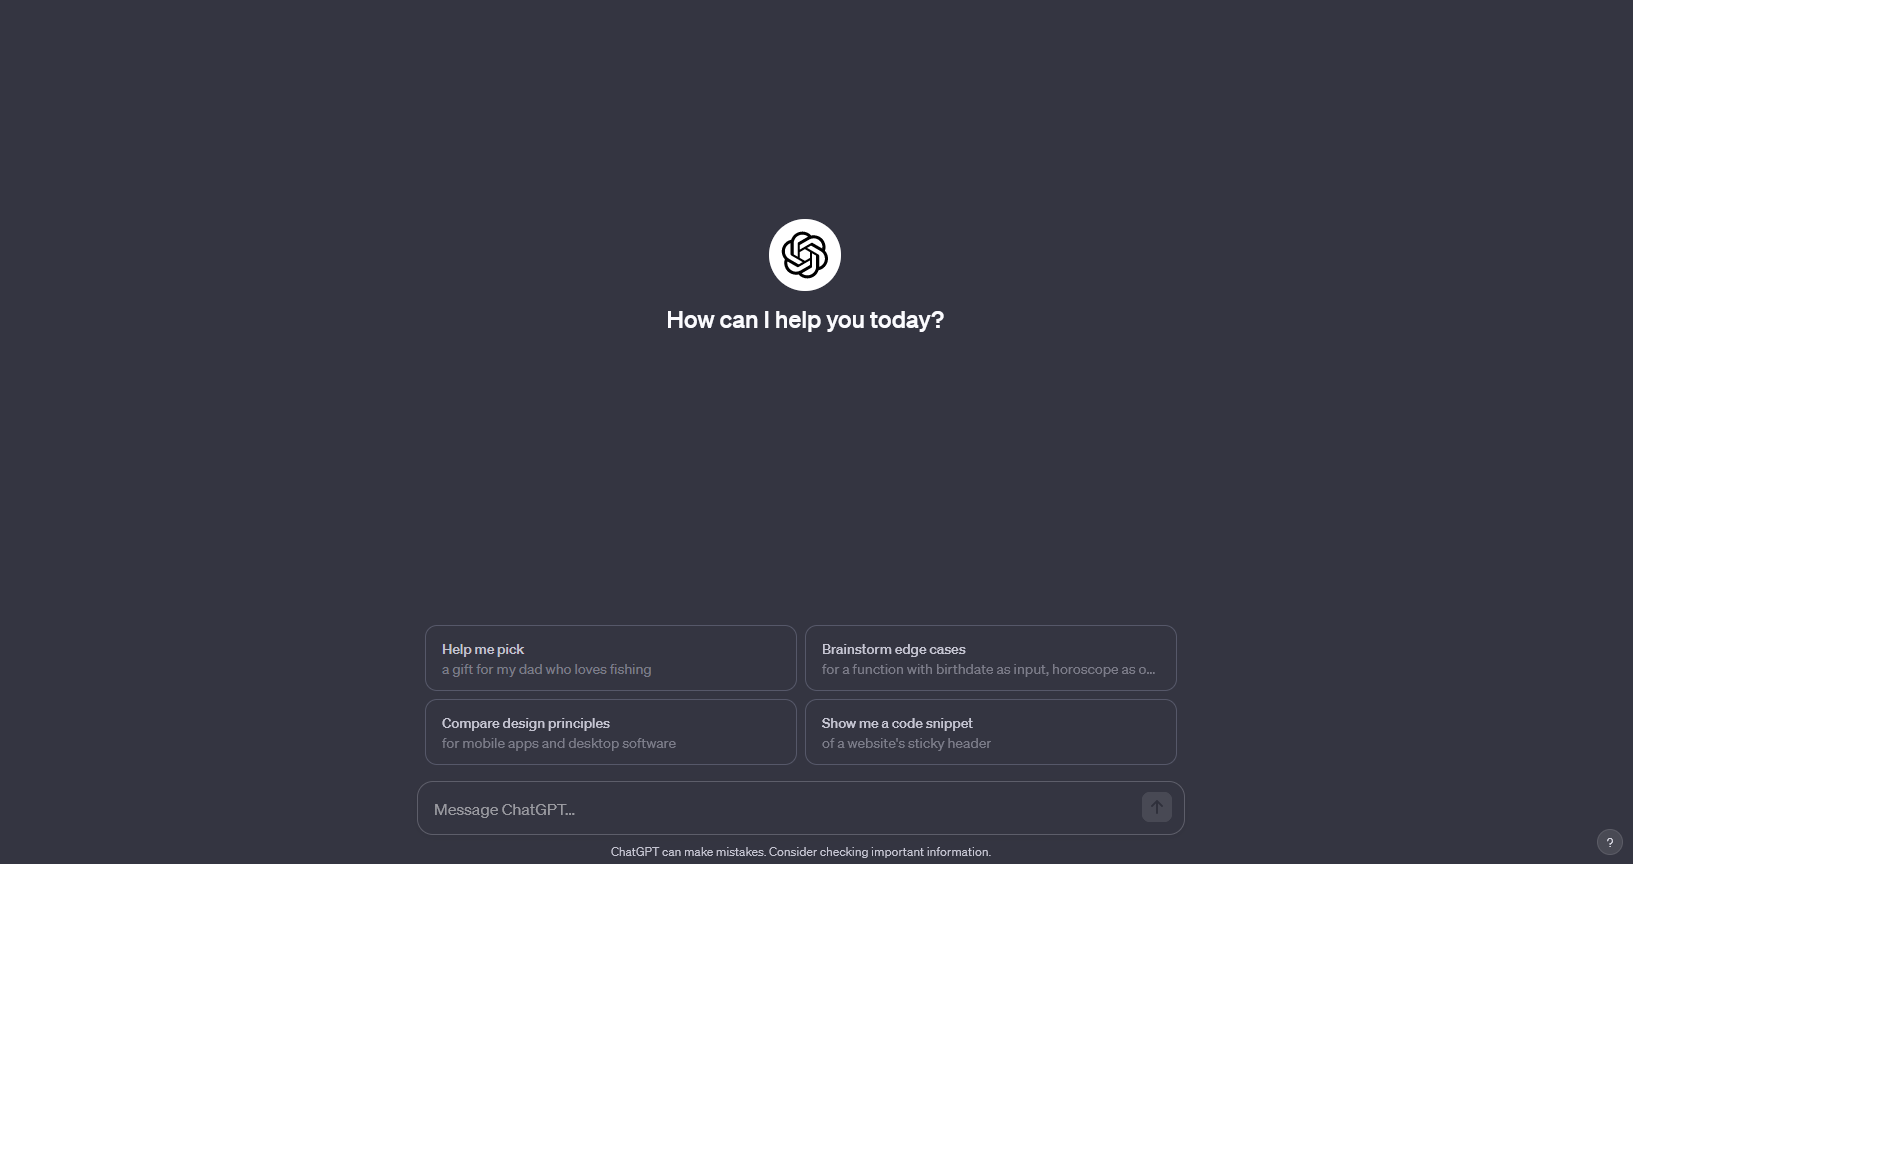 How can I help you today?
Help me pick
a gift for my dad who loves fishing
Brainstorm edge cases
for a function with birthdate as input, horoscope as o...
Compare design principles
for mobile apps and desktop software
Show me a code snippet
of a website's sticky header
Message ChatGPT...
ChatGPT can make mistakes. Consider checking important information.
?